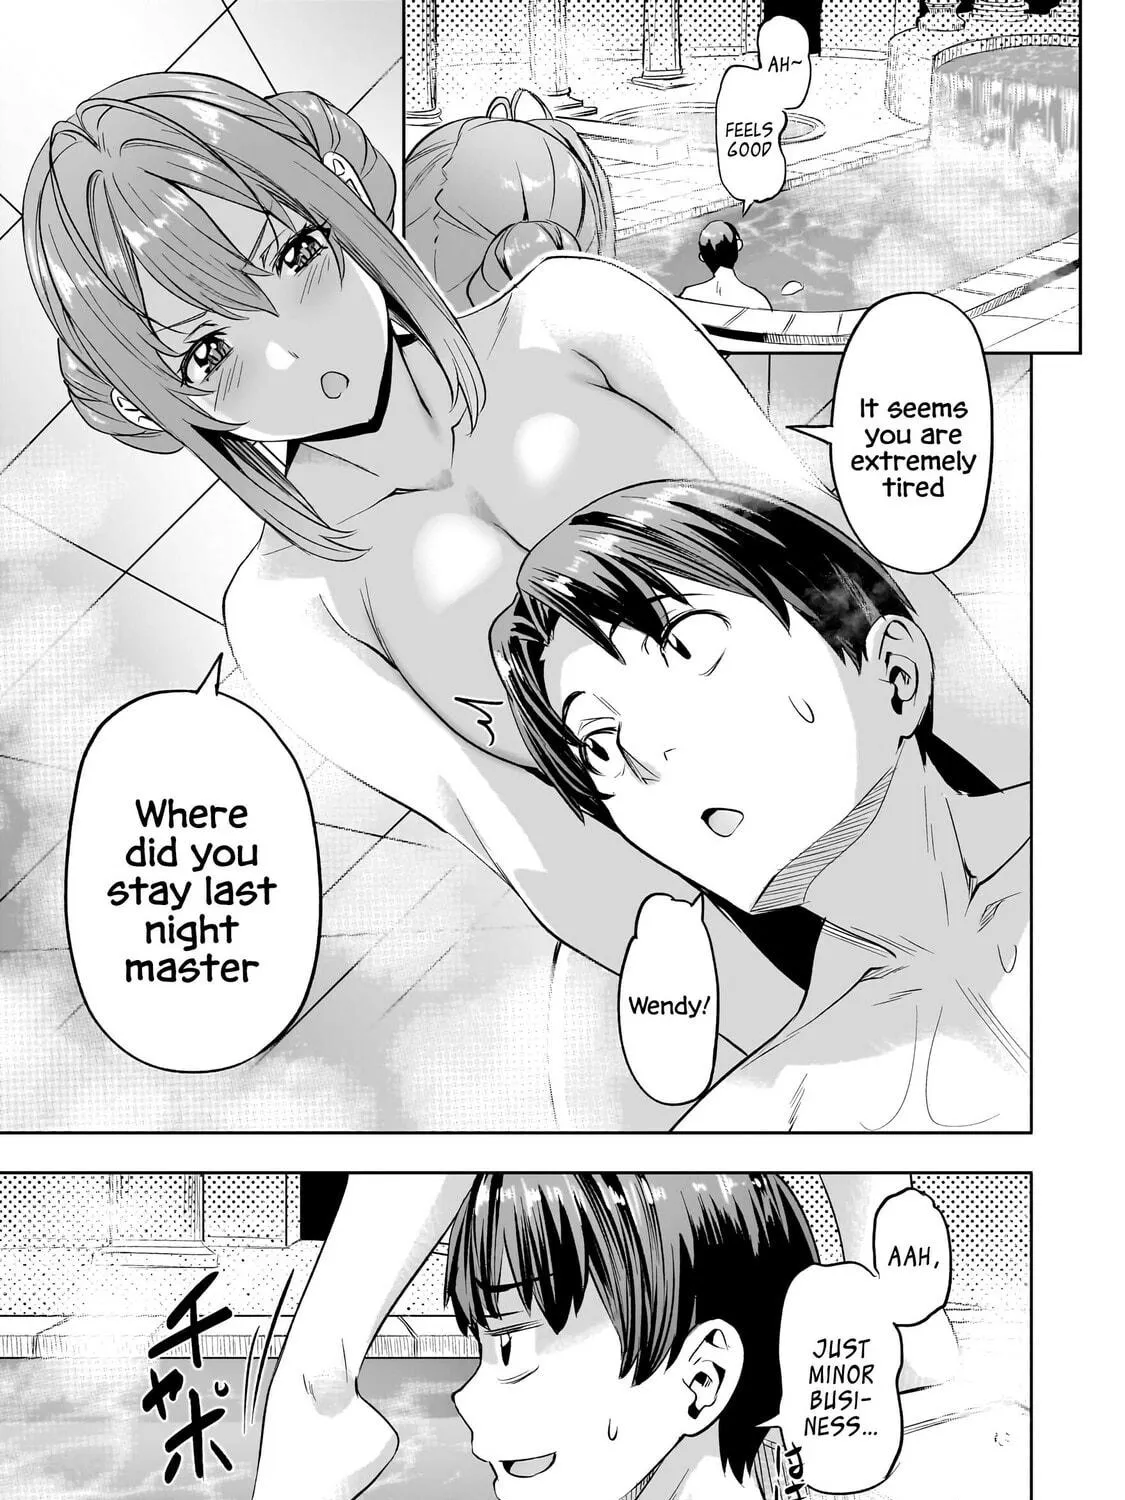 AH~
FEELS
GOOD
It seems
you are
extremely
tired
Where
did you
stay last
night
master
Wendy!
AAH,
JUST
MINOR
BUSI-
NESS...
チャポ